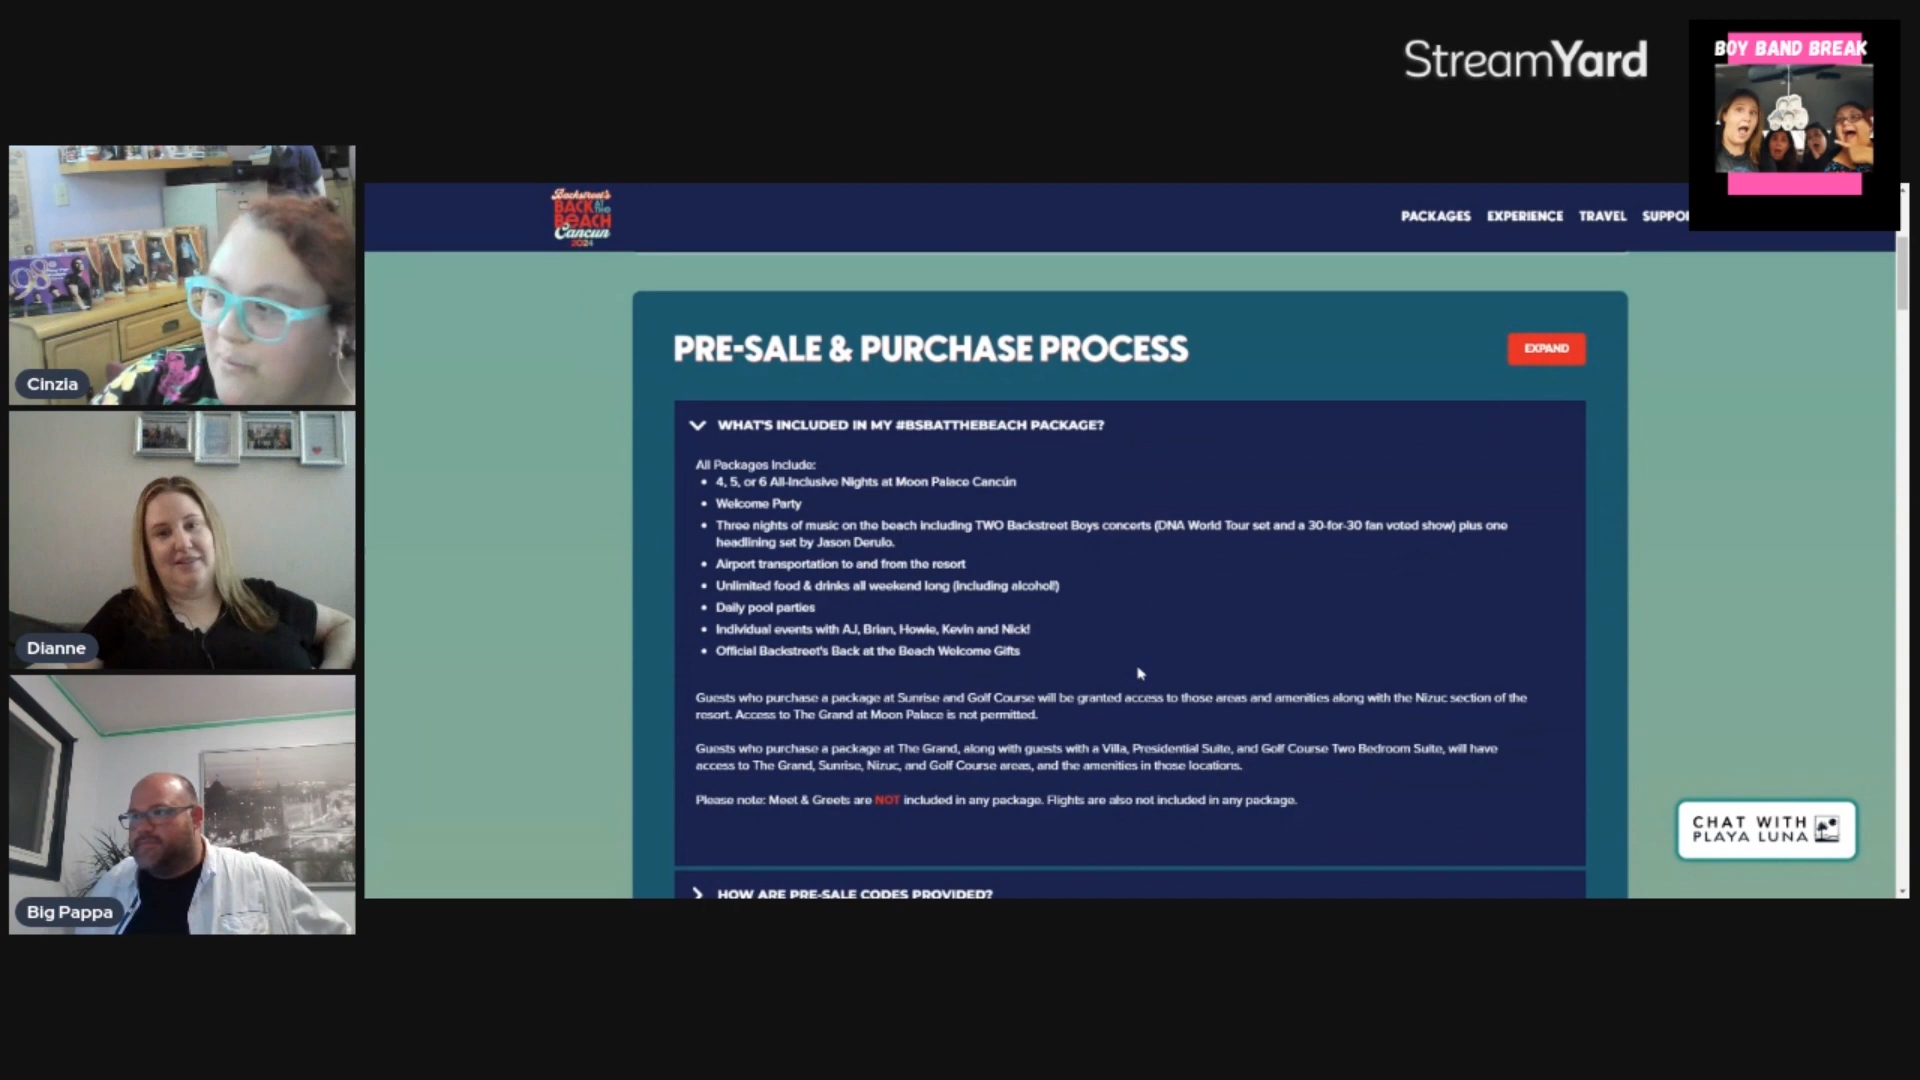 StreamYard
BOY BAND BREAK
Backstreet's
BACK AT THE
BEACH
Cancun
2024
PACKAGES EXPERIENCE TRAVEL SUPPO
98
Cinzia
Dianne
Big Pappa
PRE-SALE & PURCHASE PROCESS
EXPAND
WHAT'S INCLUDED IN MY #BSBATTHEBEACH PACKAGE?
All Packages Include:
• 4, 5, or 6 All-Inclusive Nights at Moon Palace Cancún
• Welcome Party
• Three nights of music on the beach including TWO Backstreet Boys concerts (DNA World Tour set and a 30-for-30 fan voted show) plus one
headlining set by Jason Derulo.
• Airport transportation to and from the resort
• Unlimited food & drinks all weekend long (including alcohol!)
• Daily pool parties
• Individual events with AJ, Brian, Howie, Kevin and Nick!
• Official Backstreet's Back at the Beach Welcome Gifts
Guests who purchase a package at Sunrise and Golf Course will be granted access to those areas and amenities along with the Nizuc section of the
resort. Access to The Grand at Moon Palace is not permitted.
Guests who purchase a package at The Grand, along with guests with a Villa, Presidential Suite, and Golf Course Two Bedroom Suite, will have
access to The Grand, Sunrise, Nizuc, and Golf Course areas, and the amenities in those locations.
Please note: Meet & Greets are NOT included in any package. Flights are also not included in any package.
HOW ARE PRE-SALE CODES PROVIDED?
CHAT WITH
PLAYA LUNA